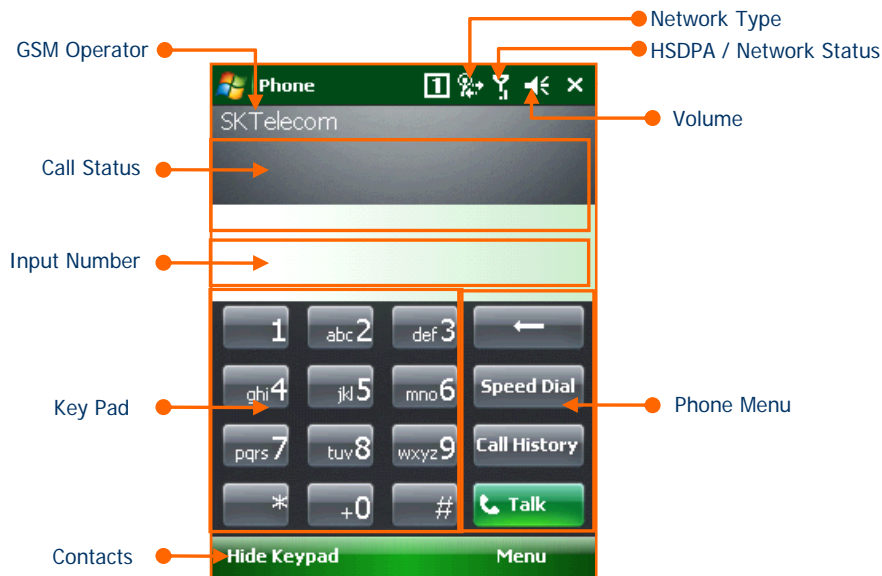 Network Type
GSM Operator
HSDPA / Network Status
Phone
1
SKTelecom
Volume
Call Status
Input Number
1 abc2 def3
ghi4 jkl5 mno6 Speed Dial
Key Pad
Phone Menu
pqrs7 tuv8 wxyz9 Call History
* +0 # Talk
Contacts
Hide Keypad Menu